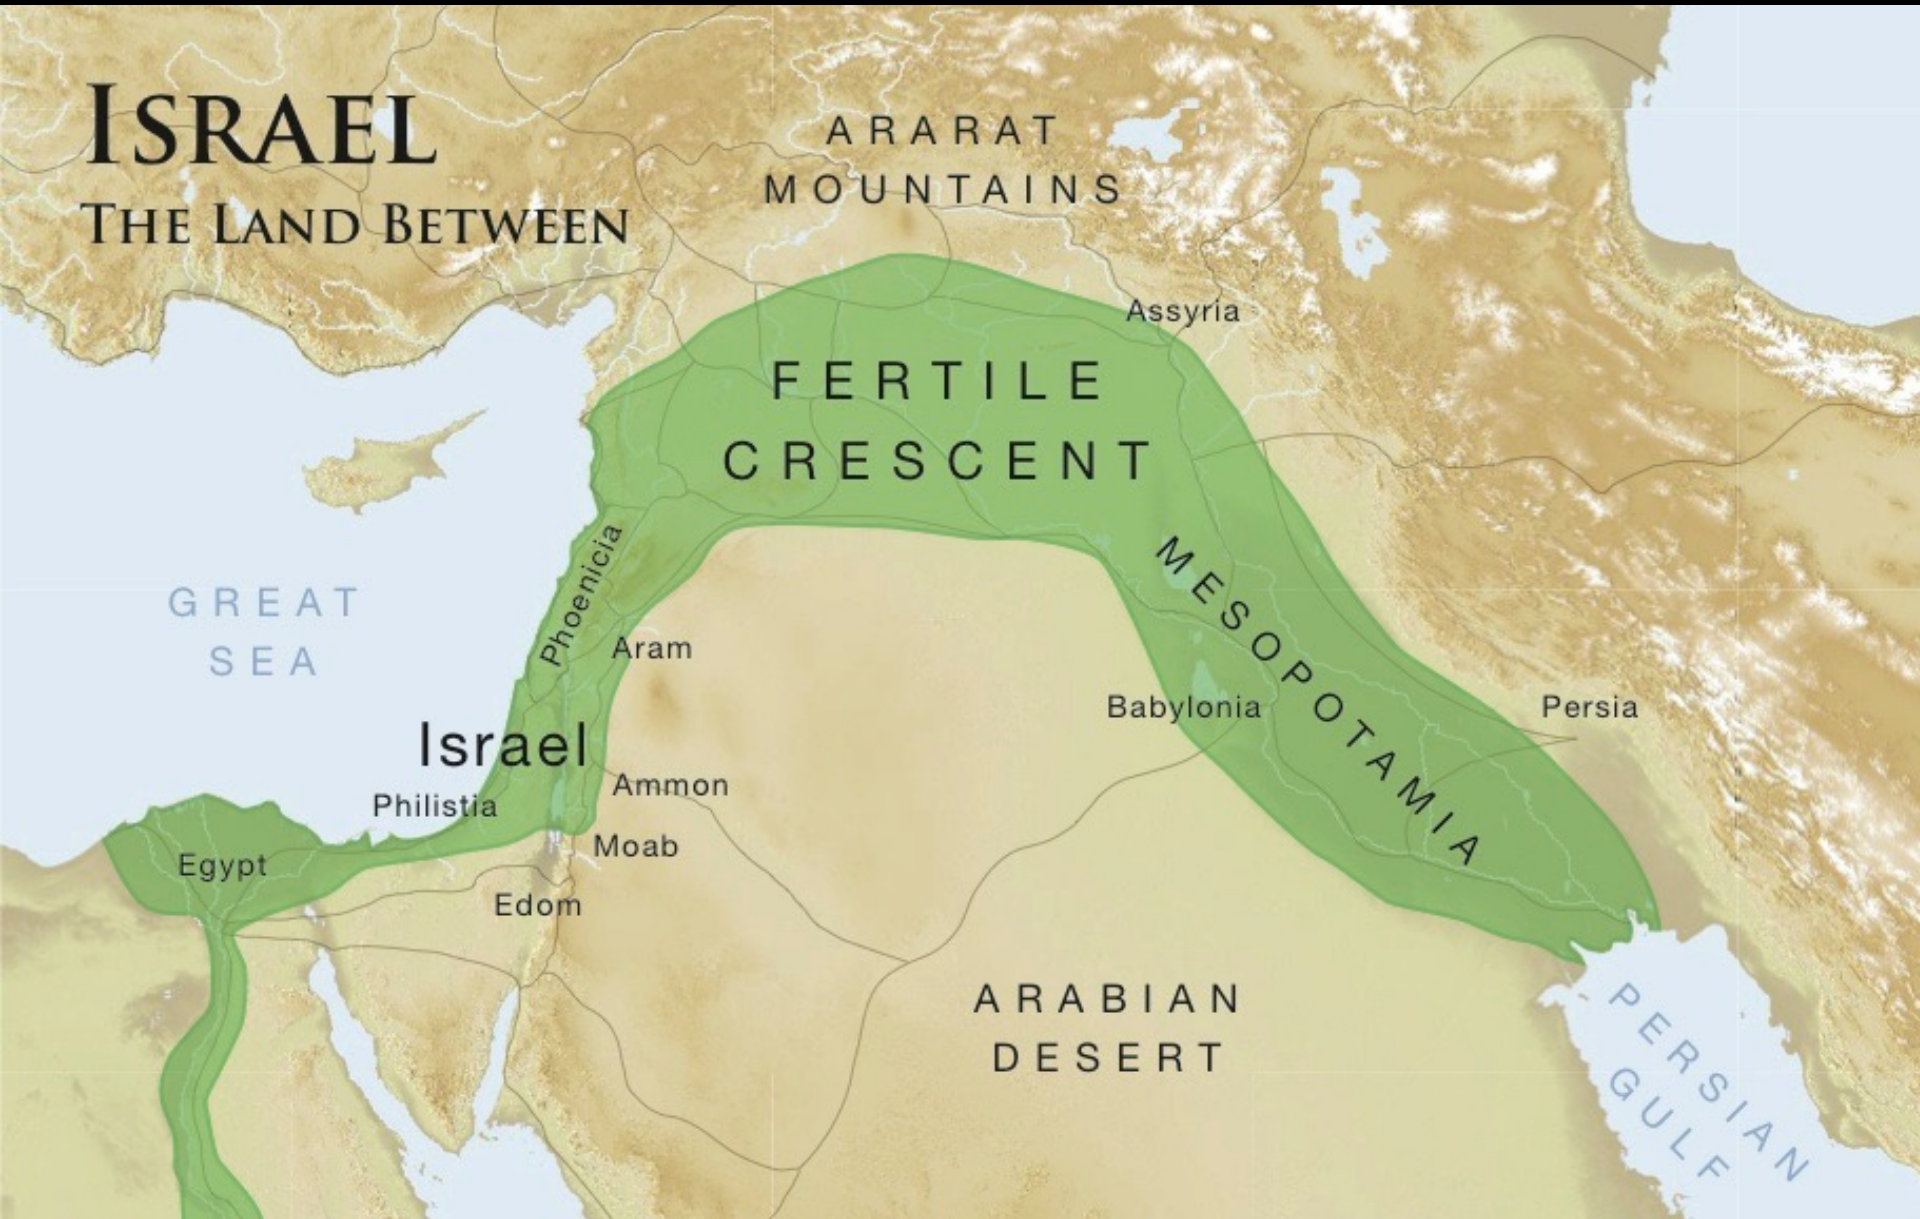 ISRAEL
THE LAND BETWEEN
ARARAT
MOUNTAINS
Assyria
FERTILE
CRESCENT
MESOPOTAMIA
Phoenicia
GREAT
SEA
Aram
Babylonia
Persia
Israel
Ammon
Philistia
Moab
Egypt
Edom
ARABIAN
DESERT
PERSIAN
GULF